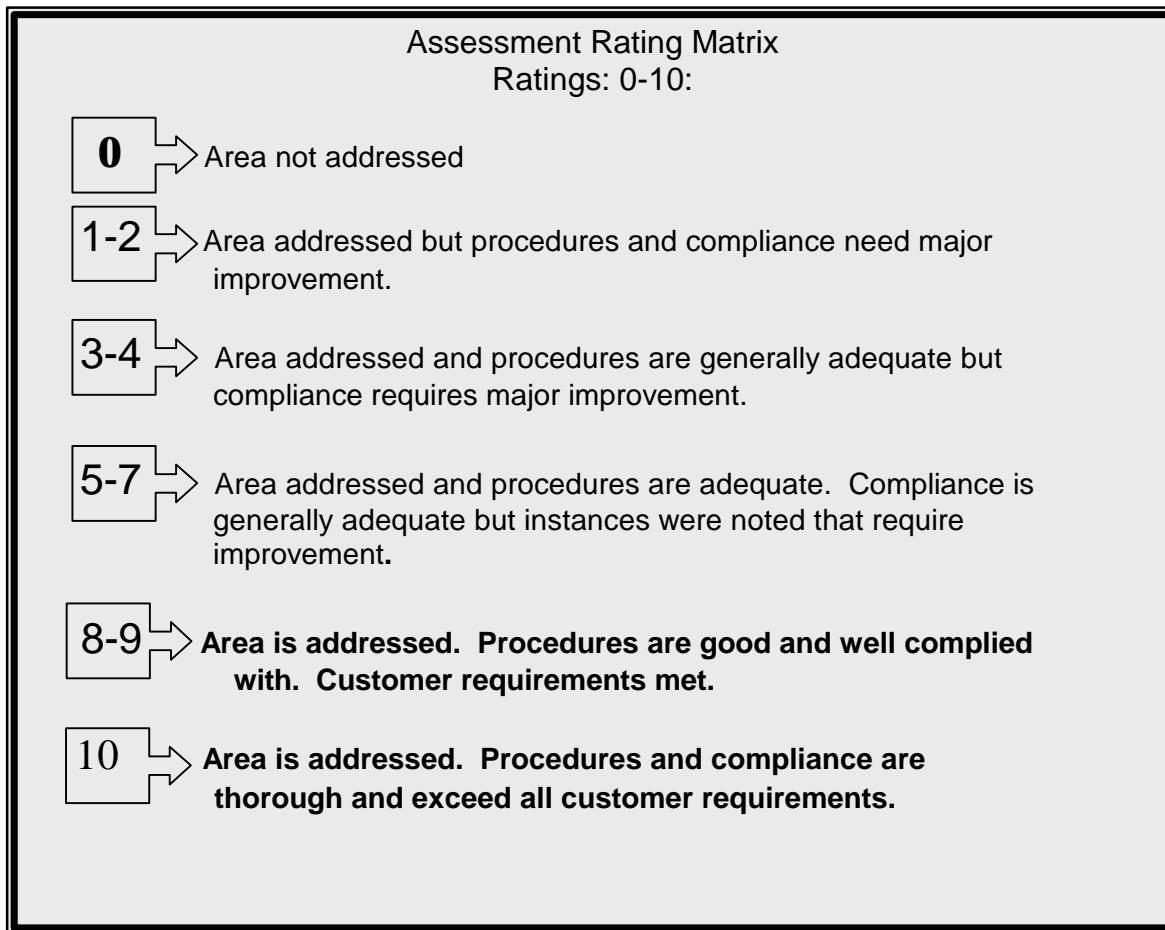 Assessment Rating Matrix
Ratings: 0-10:
0 Area not addressed
1-2 Area addressed but procedures and compliance need major
improvement.
3-4 Area addressed and procedures are generally adequate but
compliance requires major improvement.
5-7 Area addressed and procedures are adequate.  Compliance is
generally adequate but instances were noted that require
improvement.
8-9 Area is addressed.  Procedures are good and well complied
with.  Customer requirements met.
10 Area is addressed.  Procedures and compliance are
thorough and exceed all customer requirements.